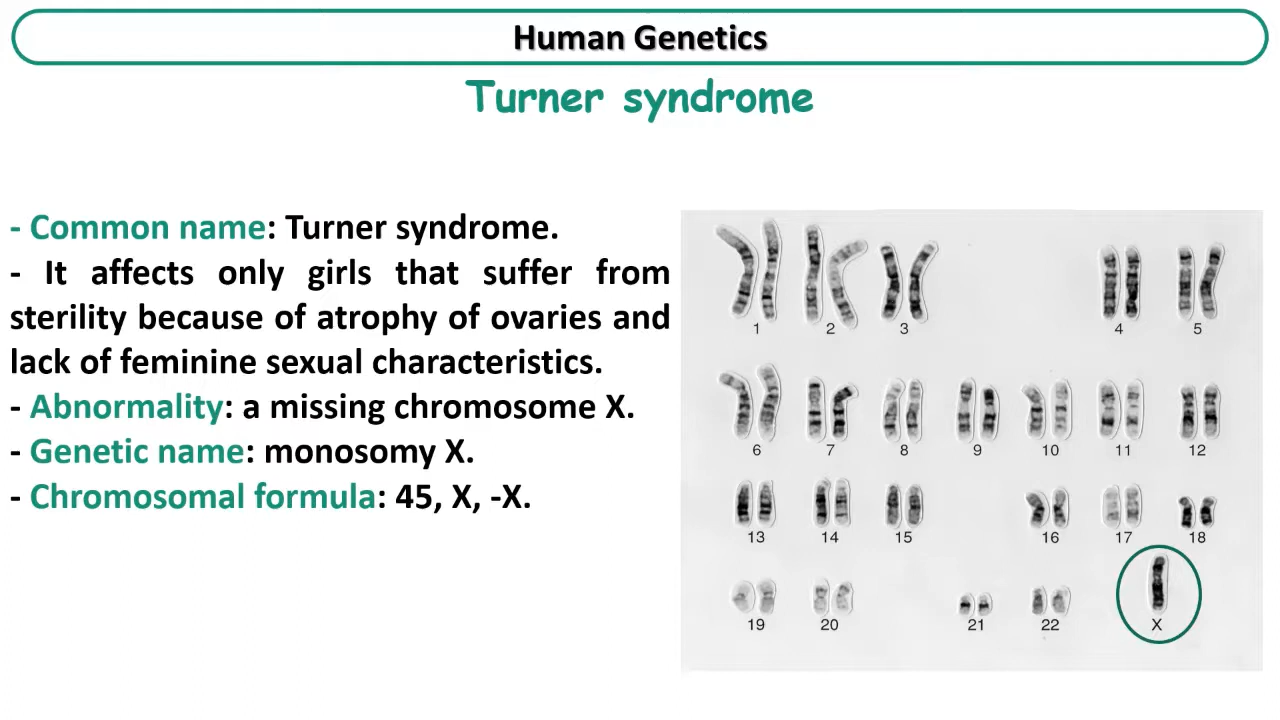 Human Genetics
Turner syndrome
- Common name: Turner syndrome.
- It affects only girls that suffer from
sterility because of atrophy of ovaries and
lack of feminine sexual characteristics.
- Abnormality: a missing chromosome X.
- Genetic name: monosomy X.
- Chromosomal formula: 45, X, -X.
1 2 3 4 5
6 7 8 9 10 11 12
13 14 15 16 17 18
19 20 21 22 X